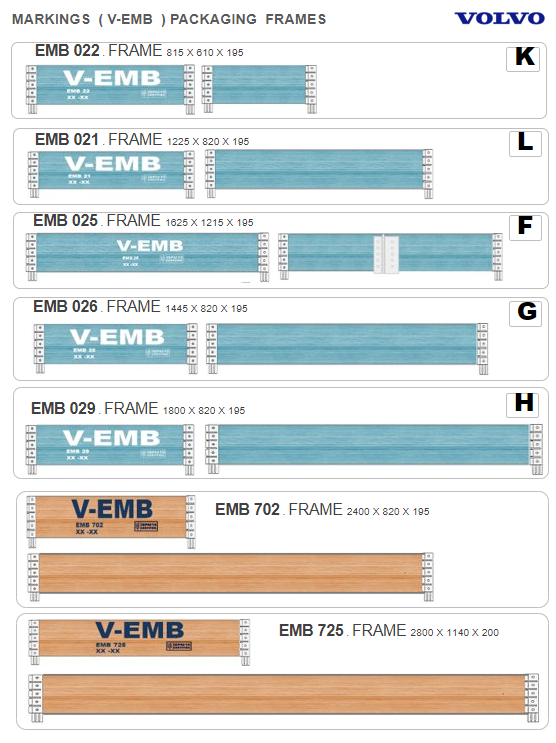 MARKINGS ( V-EMB ) PACKAGING FRAMES
VOLVO
EMB 022 . FRAME 815 X 610 X 195
K
V-EMB
EMB 22
XX -XX
EMB 021 . FRAME 1225 X 820 X 195
L
V-EMB
EMB 21
XX -XX
EMB 025 . FRAME 1625 X 1215 X 195
F
V-EMB
EMB 25
XX -XX
EMB 026 . FRAME 1445 X 820 X 195
G
V-EMB
EMB 26
XX -XX
EMB 029 . FRAME 1800 X 820 X 195
H
V-EMB
EMB 29
XX -XX
V-EMB
EMB 702
XX -XX
EMB 702 . FRAME 2400 X 820 X 195
V-EMB
EMB 725
XX -XX
EMB 725 . FRAME 2800 X 1140 X 200